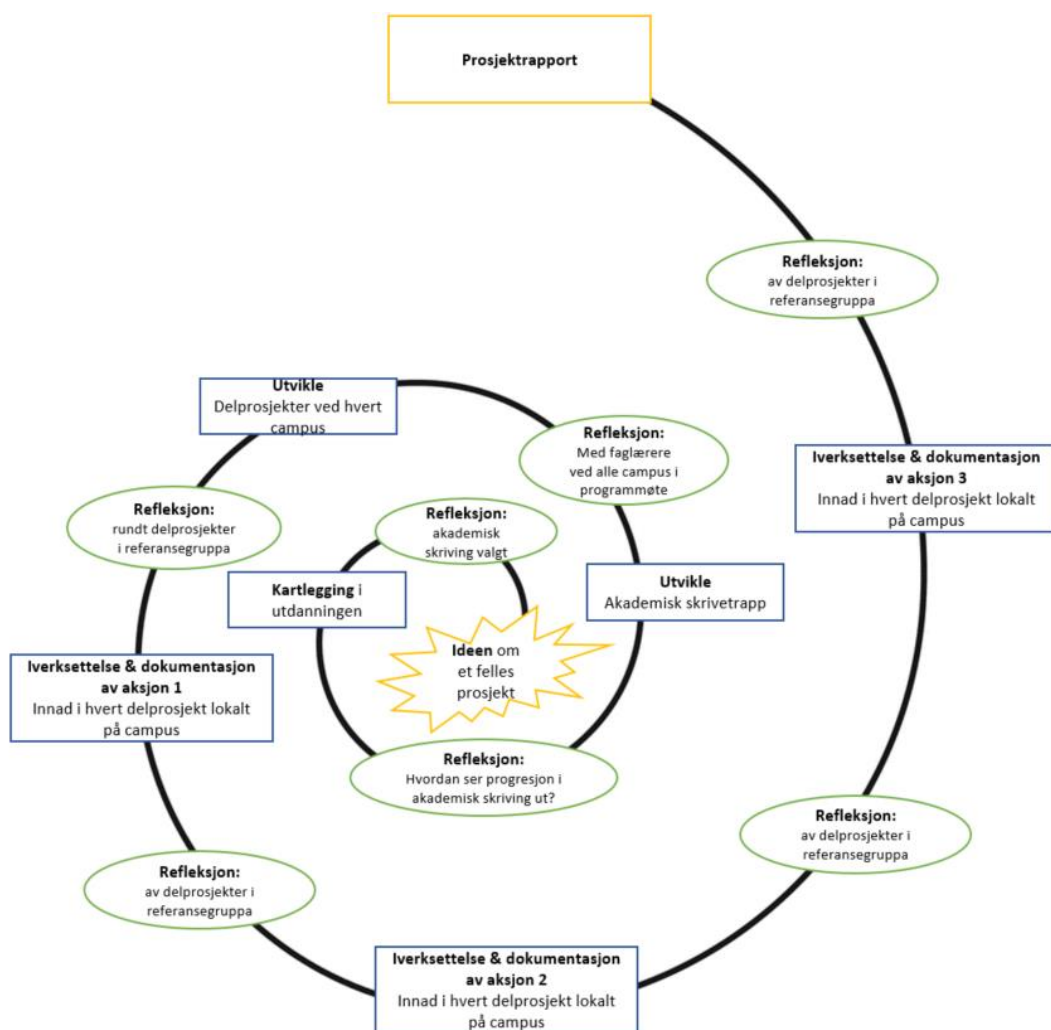 Prosjektrapport
Refleksjon:
av delprosjekter i
referansegruppa
Utvikle
Delprosjekter ved hvert
campus
Refleksjon:
Med faglærere
ved alle campus i
programmøte
Iverksettelse & dokumentasjon
av aksjon 3
Innad i hvert delprosjekt lokalt
på campus
Refleksjon:
rundt delprosjekter
i referansegruppa
Refleksjon:
akademisk
skriving valgt
Kartlegging i
utdanningen
Utvikle
Akademisk skrivetrapp
Ideen om
et felles
prosjekt
Iverksettelse & dokumentasjon
av aksjon 1
Innad i hvert delprosjekt lokalt
på campus
Refleksjon:
Hvordan ser progresjon i
akademisk skriving ut?
Refleksjon:
av delprosjekter i
referansegruppa
Refleksjon:
av delprosjekter i
referansegruppa
Iverksettelse & dokumentasjon
av aksjon 2
Innad i hvert delprosjekt lokalt
på campus